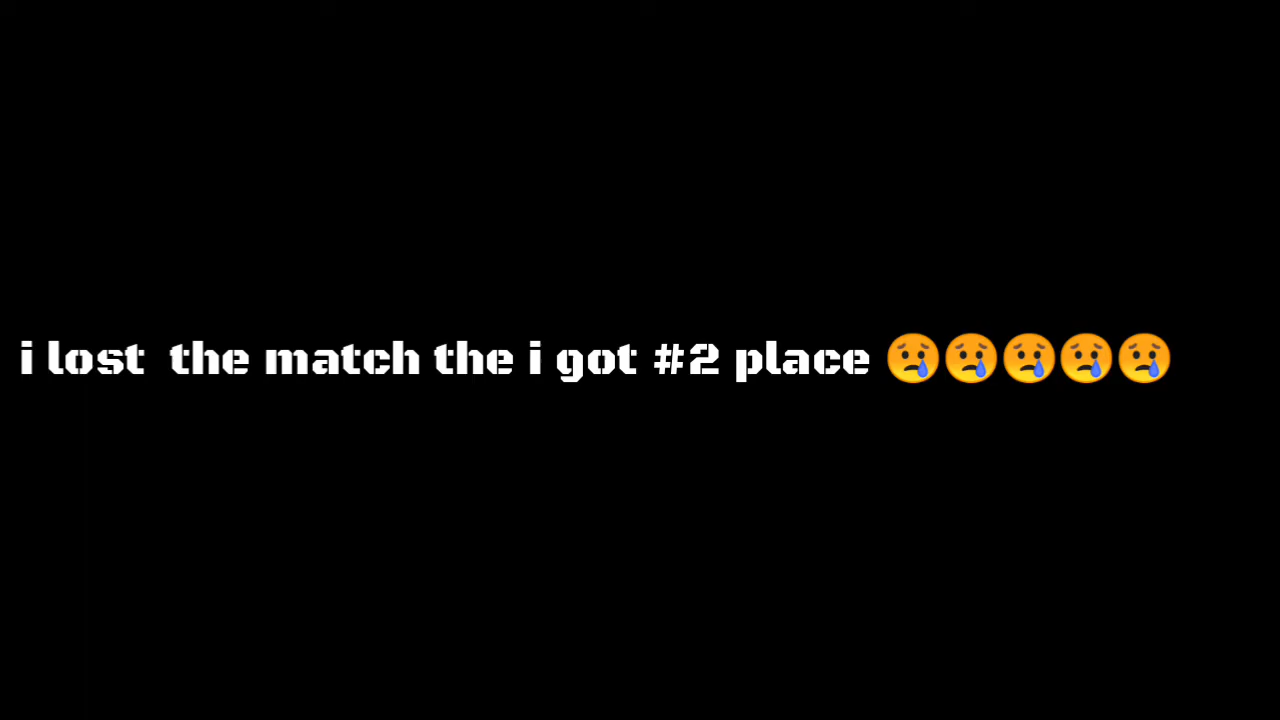 i lost  the match the i got #2 place 😢😢😢😢😢